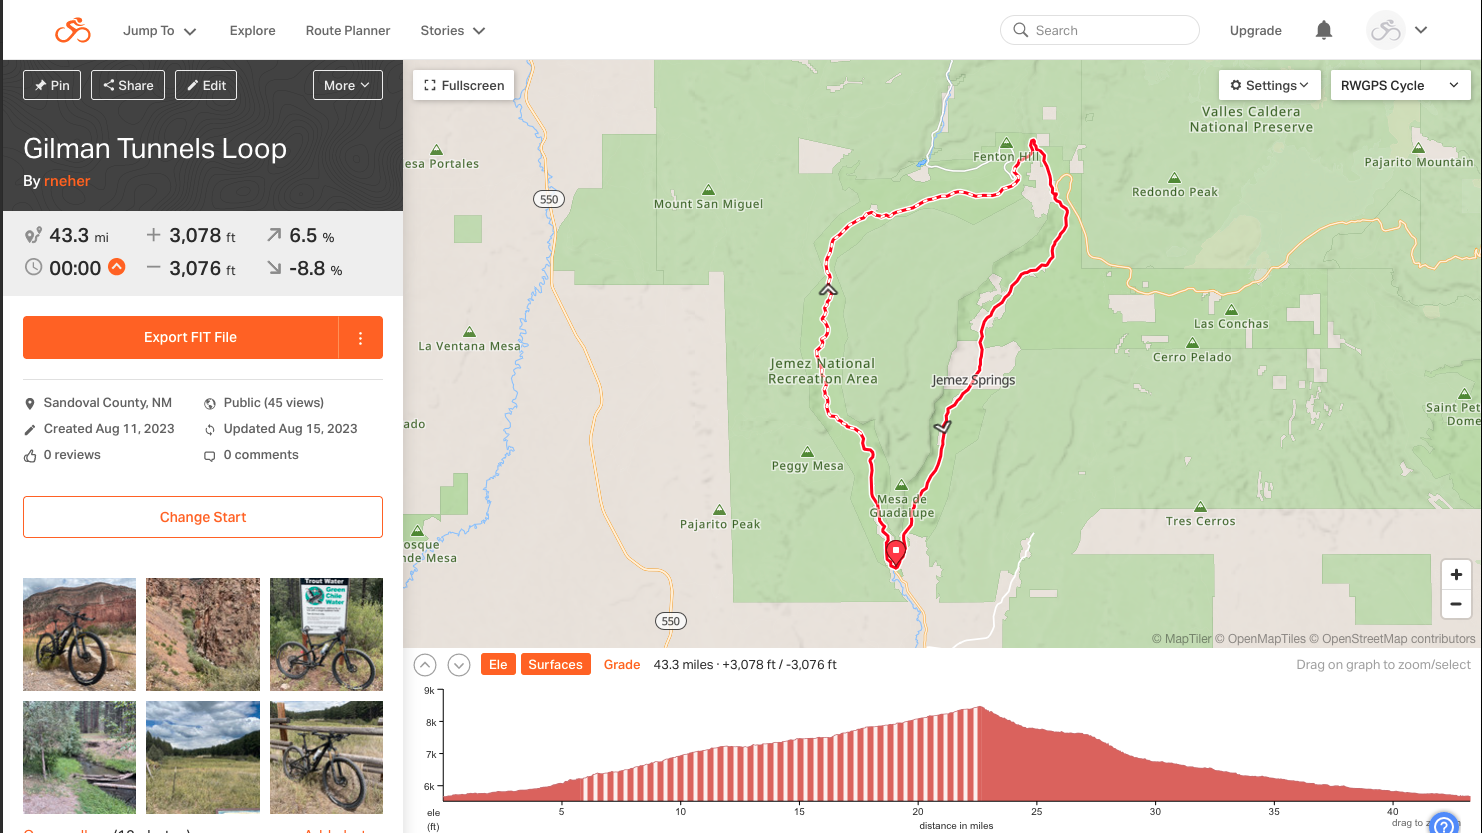 Jump To
Explore
Route Planner
Stories
Search
Upgrade
Pin
Share
Edit
More
Gilman Tunnels Loop
By rneher
43.3 mi
3,078 ft
6.5 %
00:00
3,076 ft
-8.8 %
Export FIT File
Sandoval County, NM
Public (45 views)
Created Aug 11, 2023
Updated Aug 15, 2023
0 reviews
0 comments
Change Start
Trout Water
Green
Chile
Water
Fullscreen
Settings
RWGPS Cycle
Valles Caldera
National Preserve
Fenton Hill
esa Portales
Pajarito Mountain
Redondo Peak
550
Mount San Miguel
Las Conchas
La Ventana Mesa
Cerro Pelado
Jemez National
Recreation Area
Jemez Springs
Saint Pet
Dome
ado
Peggy Mesa
Mesa de
Guadalupe
Pajarito Peak
Tres Cerros
osque
nde Mesa
550
+
−
© MapTiler © OpenMapTiles © OpenStreetMap contributors
Ele
Surfaces
Grade
43.3 miles · +3,078 ft / -3,076 ft
Drag on graph to zoom/select
9k
8k
7k
6k
ele
(ft)
5
10
15
20
25
30
35
40
distance in miles
drag to z
?